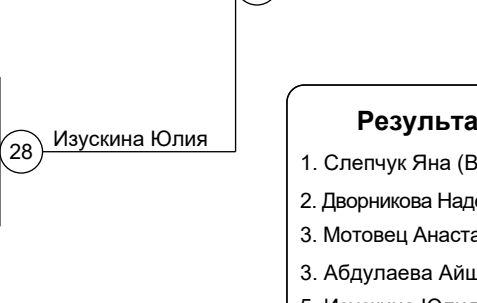 28
Изускина Юлия
Результа
1. Слепчук Яна (В
2. Дворникова Над
3. Мотовец Анаста
3. Абдулаева Айш